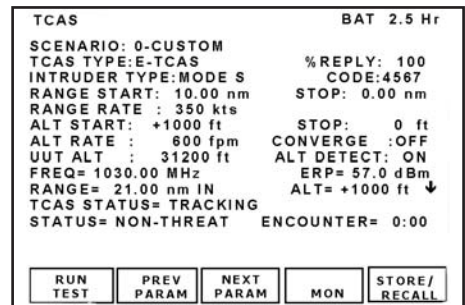 TCAS BAT 2.5 Hr
SCENARIO: 0-CUSTOM
TCAS TYPE:E-TCAS %REPLY: 100
INTRUDER TYPE:MODE S CODE:4567
RANGE START: 10.00 nm STOP: 0.00 nm
RANGE RATE : 350 kts
ALT START: +1000 ft STOP: 0 ft
ALT RATE : 600 fpm CONVERGE :OFF
UUT ALT : 31200 ft ALT DETECT: ON
FREQ= 1030.00 MHz ERP= 57.0 dBm
RANGE= 21.00 nm IN ALT= +1000 ft ↓
TCAS STATUS= TRACKING
STATUS= NON-THREAT ENCOUNTER= 0:00
RUN TEST PREV PARAM NEXT PARAM MON STORE/ RECALL